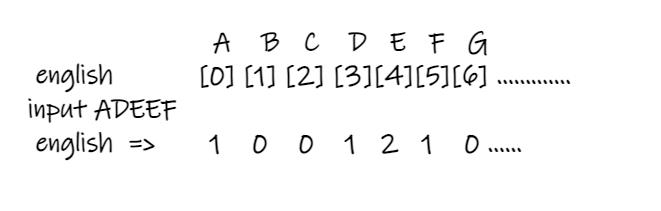 A B C D E F G
english [0] [1] [2] [3] [4] [5] [6] .............
input ADEEF
english => 1 0 0 1 2 1 0 ......